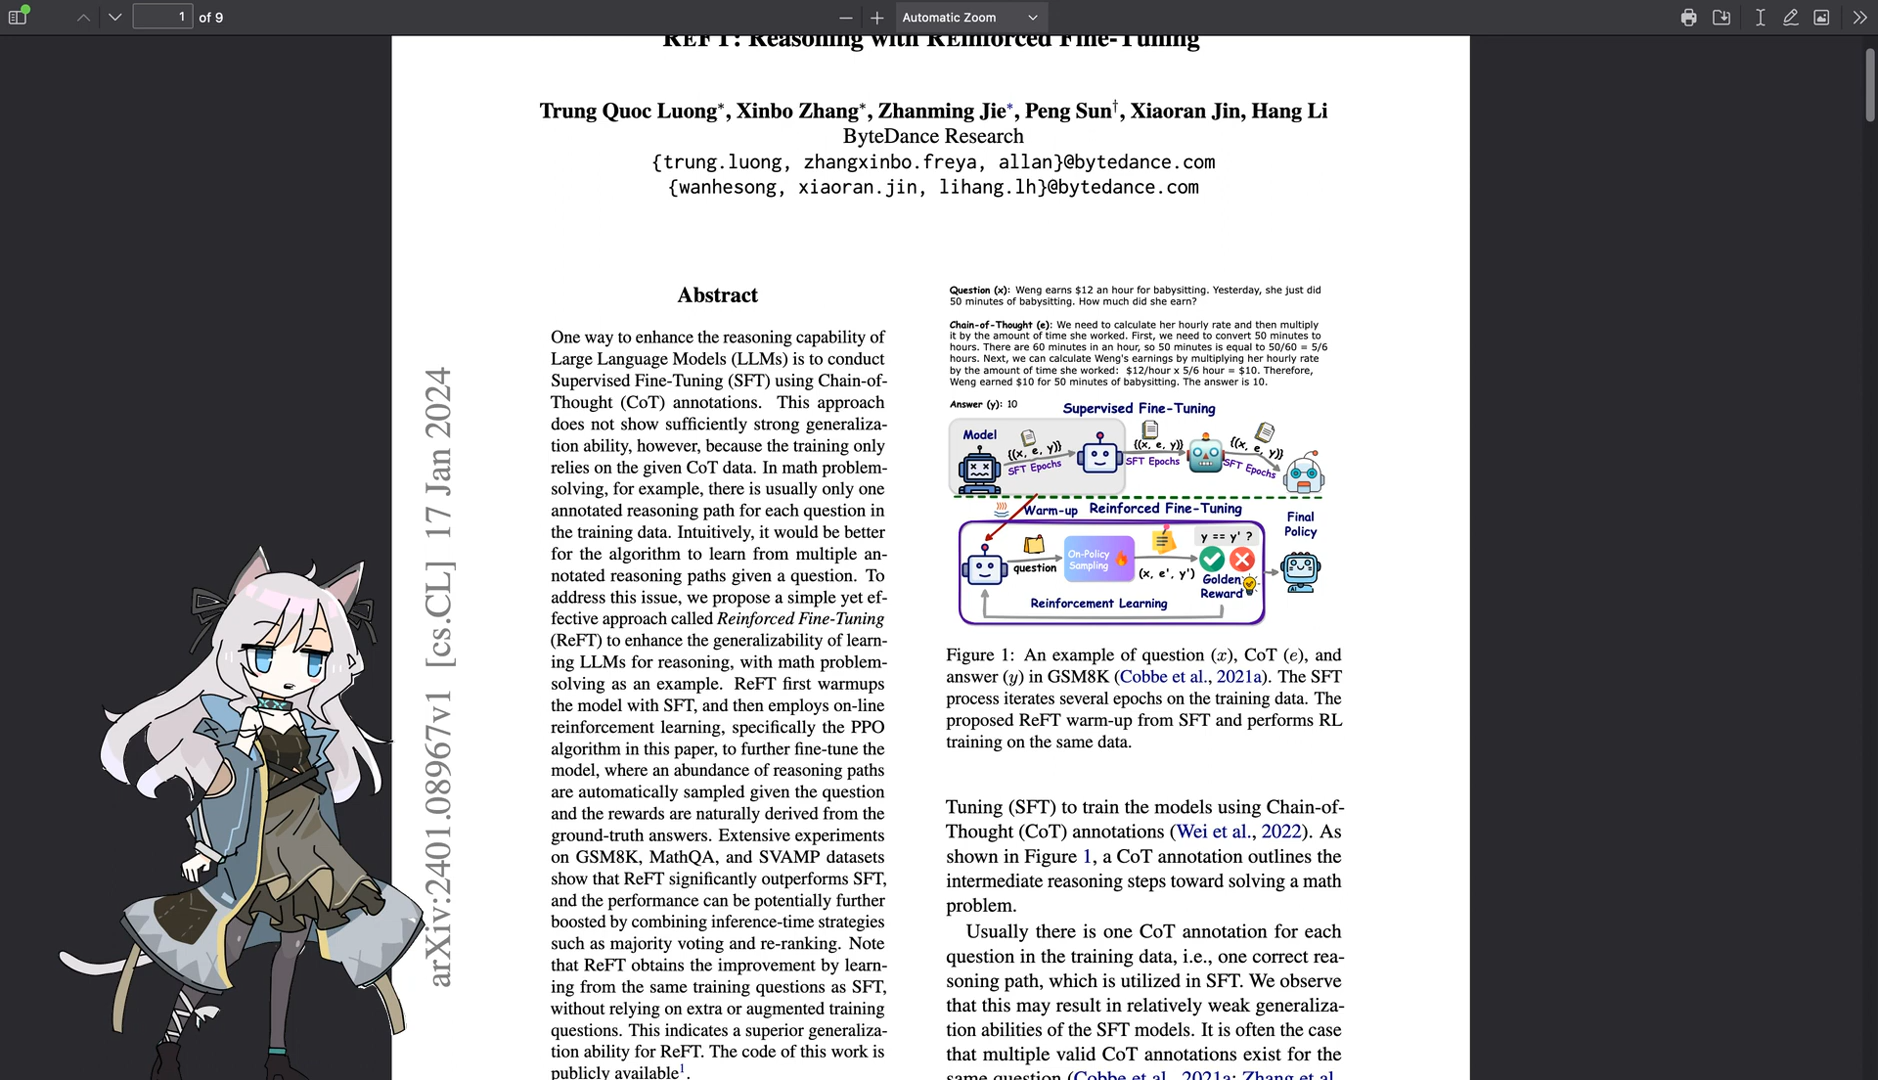 1 of 9
Automatic Zoom
REFT: Reasoning with REinforced Fine-Tuning
Trung Quoc Luong*, Xinbo Zhang*, Zhanming Jie*, Peng Sun†, Xiaoran Jin, Hang Li
ByteDance Research
{trung.luong, zhangxinbo.freya, allan}@bytedance.com
{wanhesong, xiaoran.jin, lihang.lh}@bytedance.com
arXiv:2401.08967v1 [cs.CL] 17 Jan 2024
Abstract
One way to enhance the reasoning capability of
Large Language Models (LLMs) is to conduct
Supervised Fine-Tuning (SFT) using Chain-of-
Thought (CoT) annotations. This approach
does not show sufficiently strong generaliza-
tion ability, however, because the training only
relies on the given CoT data. In math problem-
solving, for example, there is usually only one
annotated reasoning path for each question in
the training data. Intuitively, it would be better
for the algorithm to learn from multiple an-
notated reasoning paths given a question. To
address this issue, we propose a simple yet ef-
fective approach called Reinforced Fine-Tuning
(ReFT) to enhance the generalizability of learn-
ing LLMs for reasoning, with math problem-
solving as an example. ReFT first warmups
the model with SFT, and then employs on-line
reinforcement learning, specifically the PPO
algorithm in this paper, to further fine-tune the
model, where an abundance of reasoning paths
are automatically sampled given the question
and the rewards are naturally derived from the
ground-truth answers. Extensive experiments
on GSM8K, MathQA, and SVAMP datasets
show that ReFT significantly outperforms SFT,
and the performance can be potentially further
boosted by combining inference-time strategies
such as majority voting and re-ranking. Note
that ReFT obtains the improvement by learn-
ing from the same training questions as SFT,
without relying on extra or augmented training
questions. This indicates a superior generaliza-
tion ability for ReFT. The code of this work is
publicly available1.
Question (x): Weng earns $12 an hour for babysitting. Yesterday, she just did
50 minutes of babysitting. How much did she earn?
Chain-of-Thought (e): We need to calculate her hourly rate and then multiply
it by the amount of time she worked. First, we need to convert 50 minutes to
hours. There are 60 minutes in an hour, so 50 minutes is equal to 50/60 = 5/6
hours. Next, we can calculate Weng's earnings by multiplying her hourly rate
by the amount of time she worked: $12/hour x 5/6 hour = $10. Therefore,
Weng earned $10 for 50 minutes of babysitting. The answer is 10.
Answer (y): 10
Supervised Fine-Tuning
Model
{(x, e, y)}
SFT Epochs
{(x, e, y)}
SFT Epochs
{(x, e, y)}
SFT Epochs
Warm-up
Reinforced Fine-Tuning
Final
Policy
question
On-Policy
Sampling
(x, e', y')
y == y' ?
Golden
Reward
Reinforcement Learning
AI
Figure 1: An example of question (x), CoT (e), and
answer (y) in GSM8K (Cobbe et al., 2021a). The SFT
process iterates several epochs on the training data. The
proposed ReFT warm-up from SFT and performs RL
training on the same data.
Tuning (SFT) to train the models using Chain-of-
Thought (CoT) annotations (Wei et al., 2022). As
shown in Figure 1, a CoT annotation outlines the
intermediate reasoning steps toward solving a math
problem.
Usually there is one CoT annotation for each
question in the training data, i.e., one correct rea-
soning path, which is utilized in SFT. We observe
that this may result in relatively weak generaliza-
tion abilities of the SFT models. It is often the case
that multiple valid CoT annotations exist for the
same question (Cobbe et al., 2021a; Zhang et al.,